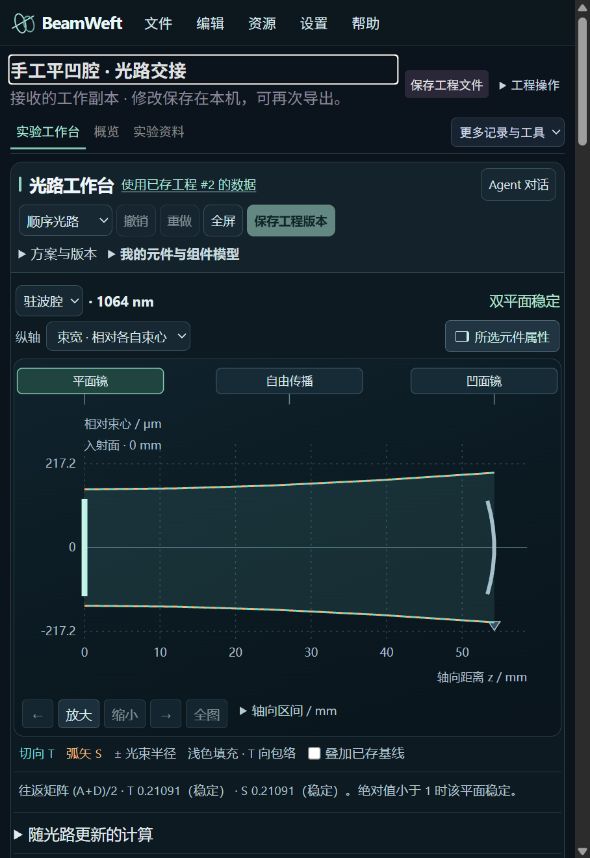 BeamWeft 文件 编辑 资源 设置 帮助
手工平凹腔 · 光路交接
保存工程文件 ▶ 工程操作
接收的工作副本 · 修改保存在本机，可再次导出。
实验工作台 概览 实验资料 更多记录与工具
光路工作台 使用已存工程 #2 的数据 Agent 对话
顺序光路 撤销 重做 全屏 保存工程版本
▶ 方案与版本 ▶ 我的元件与组件模型
驻波腔 · 1064 nm 双平面稳定
纵轴 束宽 · 相对各自束心 所选元件属性
平面镜 自由传播 凹面镜
相对束心 / μm
入射面 · 0 mm
217.2
0
-217.2
0 10 20 30 40 50
轴向距离 z / mm
← 放大 缩小 → 全图 ▶ 轴向区间 / mm
切向 T 弧矢 S ± 光束半径 浅色填充 · T 向包络 叠加已存基线
往返矩阵 (A+D)/2 · T 0.21091（稳定） · S 0.21091（稳定）。绝对值小于 1 时该平面稳定。
▶ 随光路更新的计算